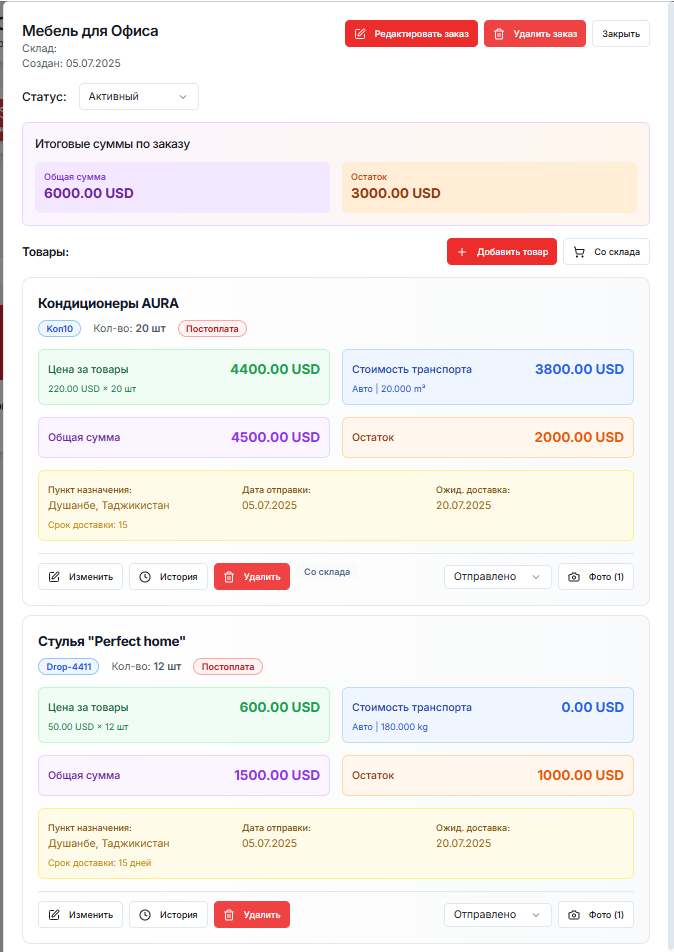 Мебель для Офиса
Редактировать заказ
Удалить заказ
Закрыть
Склад:
Создан: 05.07.2025
Статус:
Активный
Итоговые суммы по заказу
Общая сумма
6000.00 USD
Остаток
3000.00 USD
Товары:
Добавить товар
Со склада
Кондиционеры AURA
Kon10 Кол-во: 20 шт Постоплата
Цена за товары 4400.00 USD
220.00 USD × 20 шт
Стоимость транспорта 3800.00 USD
Авто | 20.000 m³
Общая сумма 4500.00 USD
Остаток 2000.00 USD
Пункт назначения: Дата отправки: Ожид. доставка:
Душанбе, Таджикистан 05.07.2025 20.07.2025
Срок доставки: 15
Изменить История Удалить Со склада Отправлено Фото (1)
Стулья "Perfect home"
Drop-4411 Кол-во: 12 шт Постоплата
Цена за товары 600.00 USD
50.00 USD × 12 шт
Стоимость транспорта 0.00 USD
Авто | 180.000 kg
Общая сумма 1500.00 USD
Остаток 1000.00 USD
Пункт назначения: Дата отправки: Ожид. доставка:
Душанбе, Таджикистан 05.07.2025 20.07.2025
Срок доставки: 15 дней
Изменить История Удалить Отправлено Фото (1)